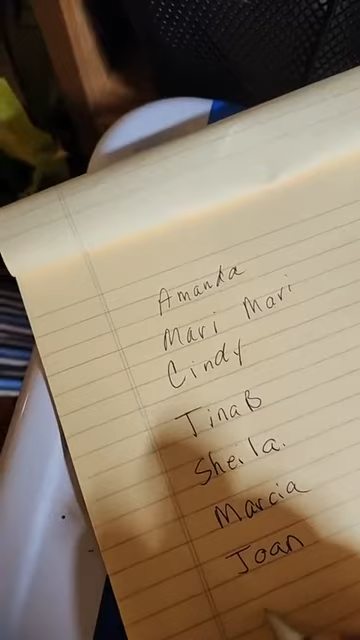 Amanda
Mari Mari
Cindy
Tina B
Sheila.
Marcia
Joan